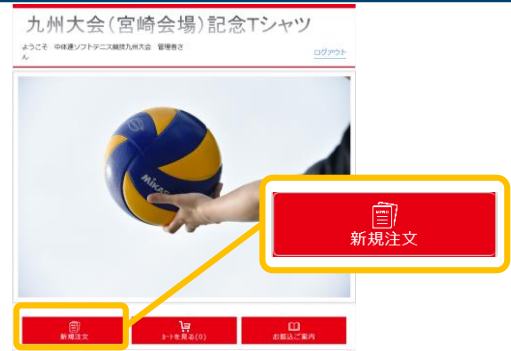 九州大会(宮崎会場)記念Tシャツ
ようこそ 中体連ソフトテニス競技九州大会 管理者さ
ん
ログアウト
MIKASA
新規注文
新規注文
カートを見る(0)
お振込ご案内